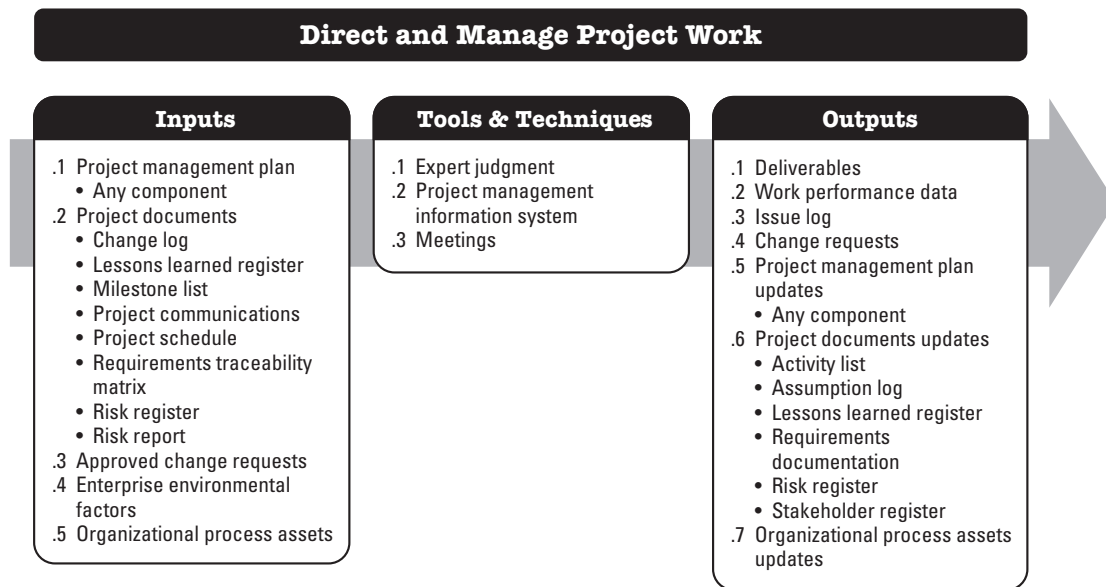 Direct and Manage Project Work
Inputs
.1 Project management plan
• Any component
.2 Project documents
• Change log
• Lessons learned register
• Milestone list
• Project communications
• Project schedule
• Requirements traceability
matrix
• Risk register
• Risk report
.3 Approved change requests
.4 Enterprise environmental
factors
.5 Organizational process assets
Tools & Techniques
.1 Expert judgment
.2 Project management
information system
.3 Meetings
Outputs
.1 Deliverables
.2 Work performance data
.3 Issue log
.4 Change requests
.5 Project management plan
updates
• Any component
.6 Project documents updates
• Activity list
• Assumption log
• Lessons learned register
• Requirements
documentation
• Risk register
• Stakeholder register
.7 Organizational process assets
updates